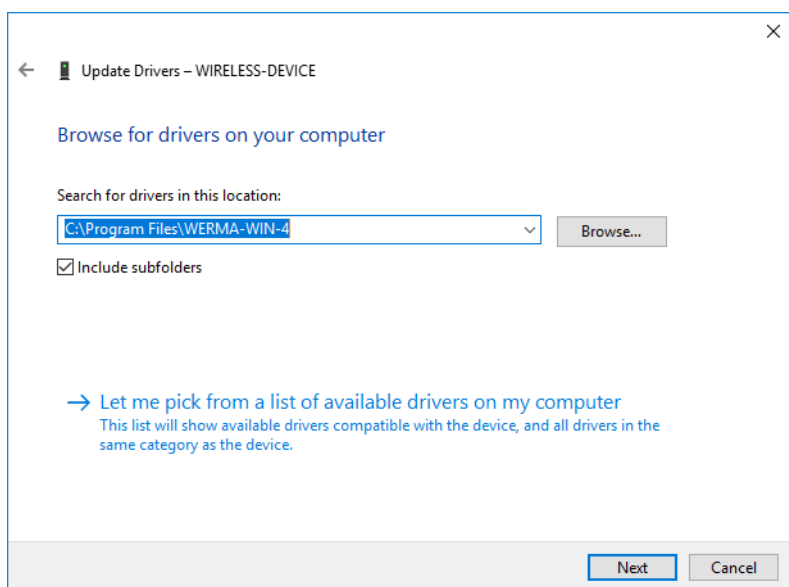 Update Drivers – WIRELESS-DEVICE
Browse for drivers on your computer
Search for drivers in this location:
C:\Program Files\WERMA-WIN-4
Browse...
Include subfolders
Let me pick from a list of available drivers on my computer
This list will show available drivers compatible with the device, and all drivers in the
same category as the device.
Next
Cancel